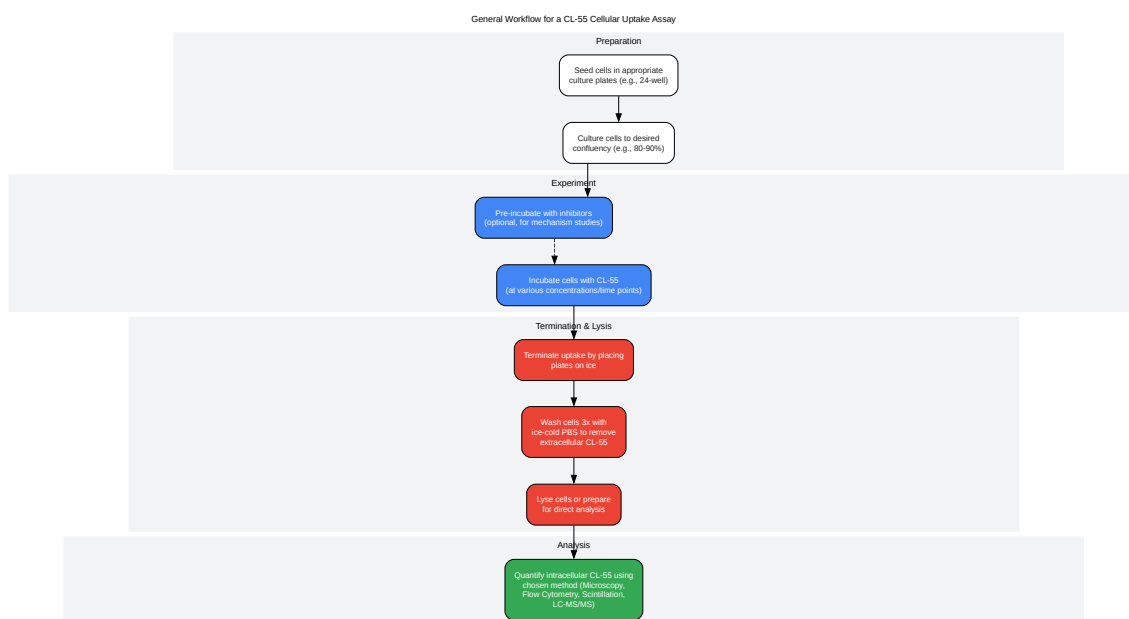 General Workflow for a CL-55 Cellular Uptake Assay
Preparation
Seed cells in appropriate
culture plates (e.g., 24-well)
Culture cells to desired
confluency (e.g., 80-90%)
Experiment
Pre-incubate with inhibitors
(optional, for mechanism studies)
Incubate cells with CL-55
(at various concentrations/time points)
Termination & Lysis
Terminate uptake by placing
plates on ice
Wash cells 3x with
ice-cold PBS to remove
extracellular CL-55
Lyse cells or prepare
for direct analysis
Analysis
Quantify intracellular CL-55 using
chosen method (Microscopy,
Flow Cytometry, Scintillation,
LC-MS/MS)